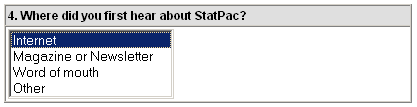 4. Where did you first hear about StatPac?
Internet
Magazine or Newsletter
Word of mouth
Other